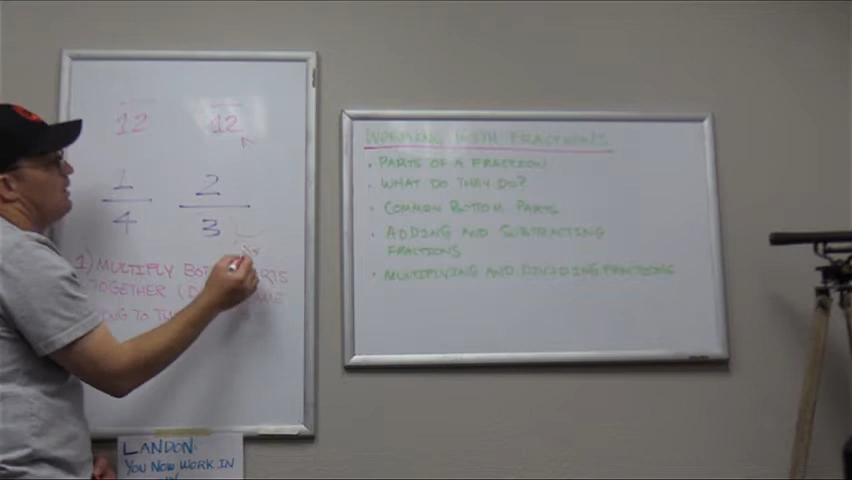 12 12
1 2
4 3
1) MULTIPLY BOT
TOGETHER (D
WORKING WITH FRACTIONS
• PARTS OF A FRACTION
• WHAT DO THEY DO?
• COMMON BOTTOM PARTS
• ADDING AND SUBTRACTING
FRACTIONS
• MULTIPLYING AND DIVIDING FRACTIONS
LANDON:
YOU NOW WORK IN